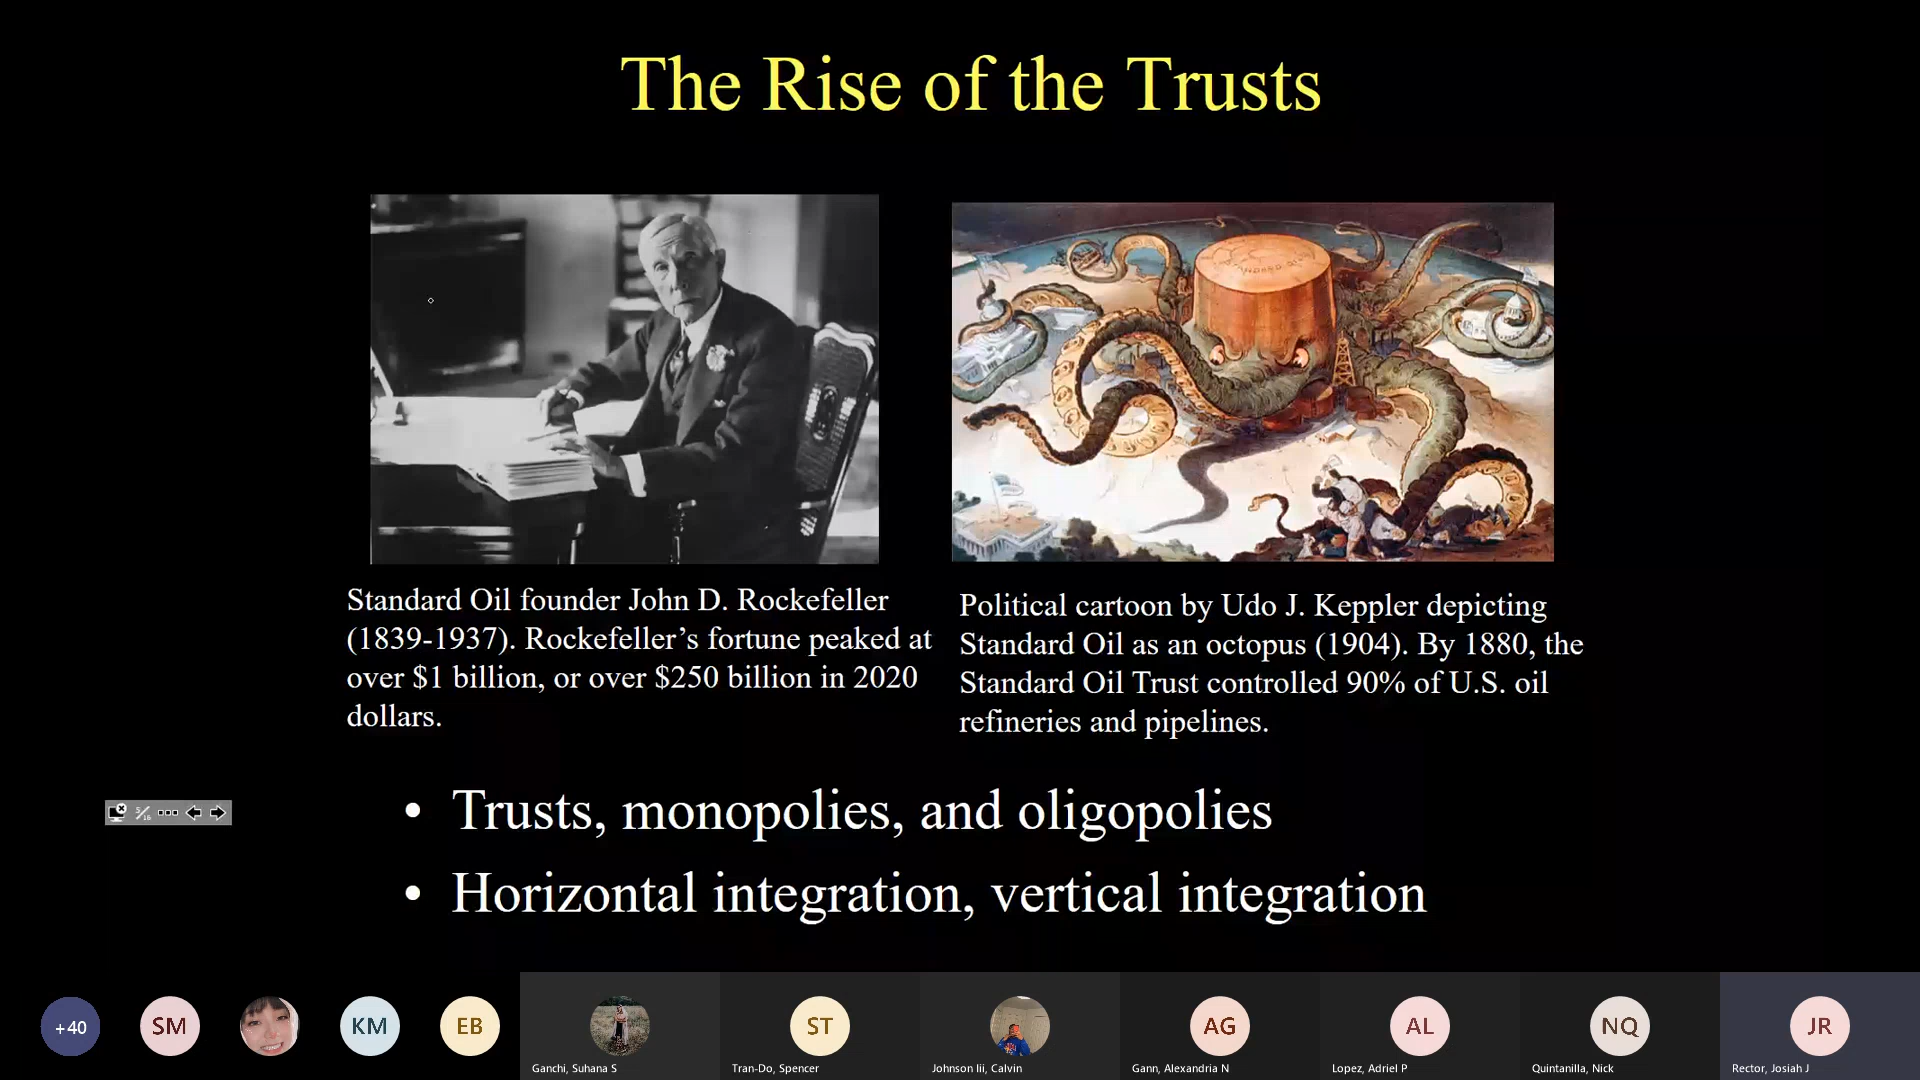 The Rise of the Trusts
Standard Oil founder John D. Rockefeller
(1839-1937). Rockefeller’s fortune peaked at
over $1 billion, or over $250 billion in 2020
dollars.
Political cartoon by Udo J. Keppler depicting
Standard Oil as an octopus (1904). By 1880, the
Standard Oil Trust controlled 90% of U.S. oil
refineries and pipelines.
• Trusts, monopolies, and oligopolies
• Horizontal integration, vertical integration
+40
SM
KM
EB
ST
AG
AL
NQ
JR
Ganchi, Suhana S
Tran-Do, Spencer
Johnson Iii, Calvin
Gann, Alexandria N
Lopez, Adriel P
Quintanilla, Nick
Rector, Josiah J